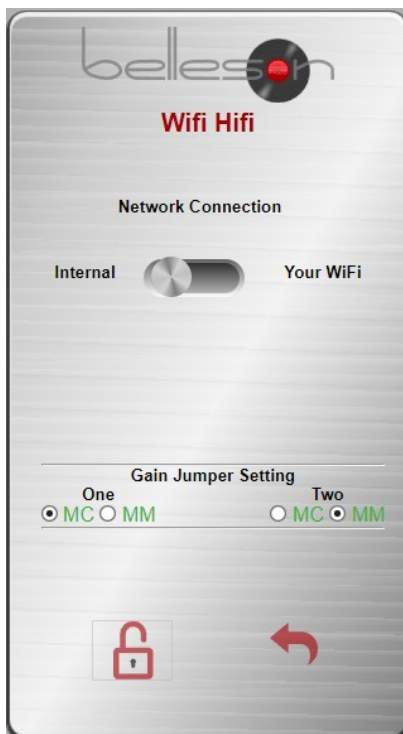 belleson
Wifi Hifi
Network Connection
Internal Your WiFi
Gain Jumper Setting
One Two
MC MM MC MM